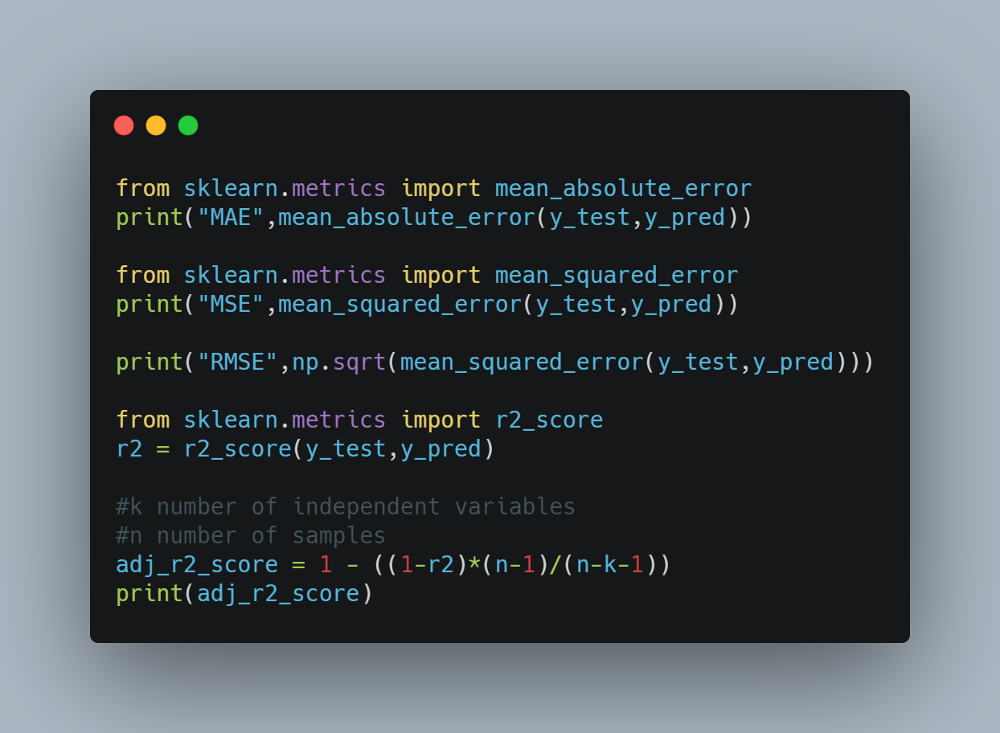 from sklearn.metrics import mean_absolute_error
print("MAE",mean_absolute_error(y_test,y_pred))
from sklearn.metrics import mean_squared_error
print("MSE",mean_squared_error(y_test,y_pred))
print("RMSE",np.sqrt(mean_squared_error(y_test,y_pred)))
from sklearn.metrics import r2_score
r2 = r2_score(y_test,y_pred)
#k number of independent variables
#n number of samples
adj_r2_score = 1 - ((1-r2)*(n-1)/(n-k-1))
print(adj_r2_score)